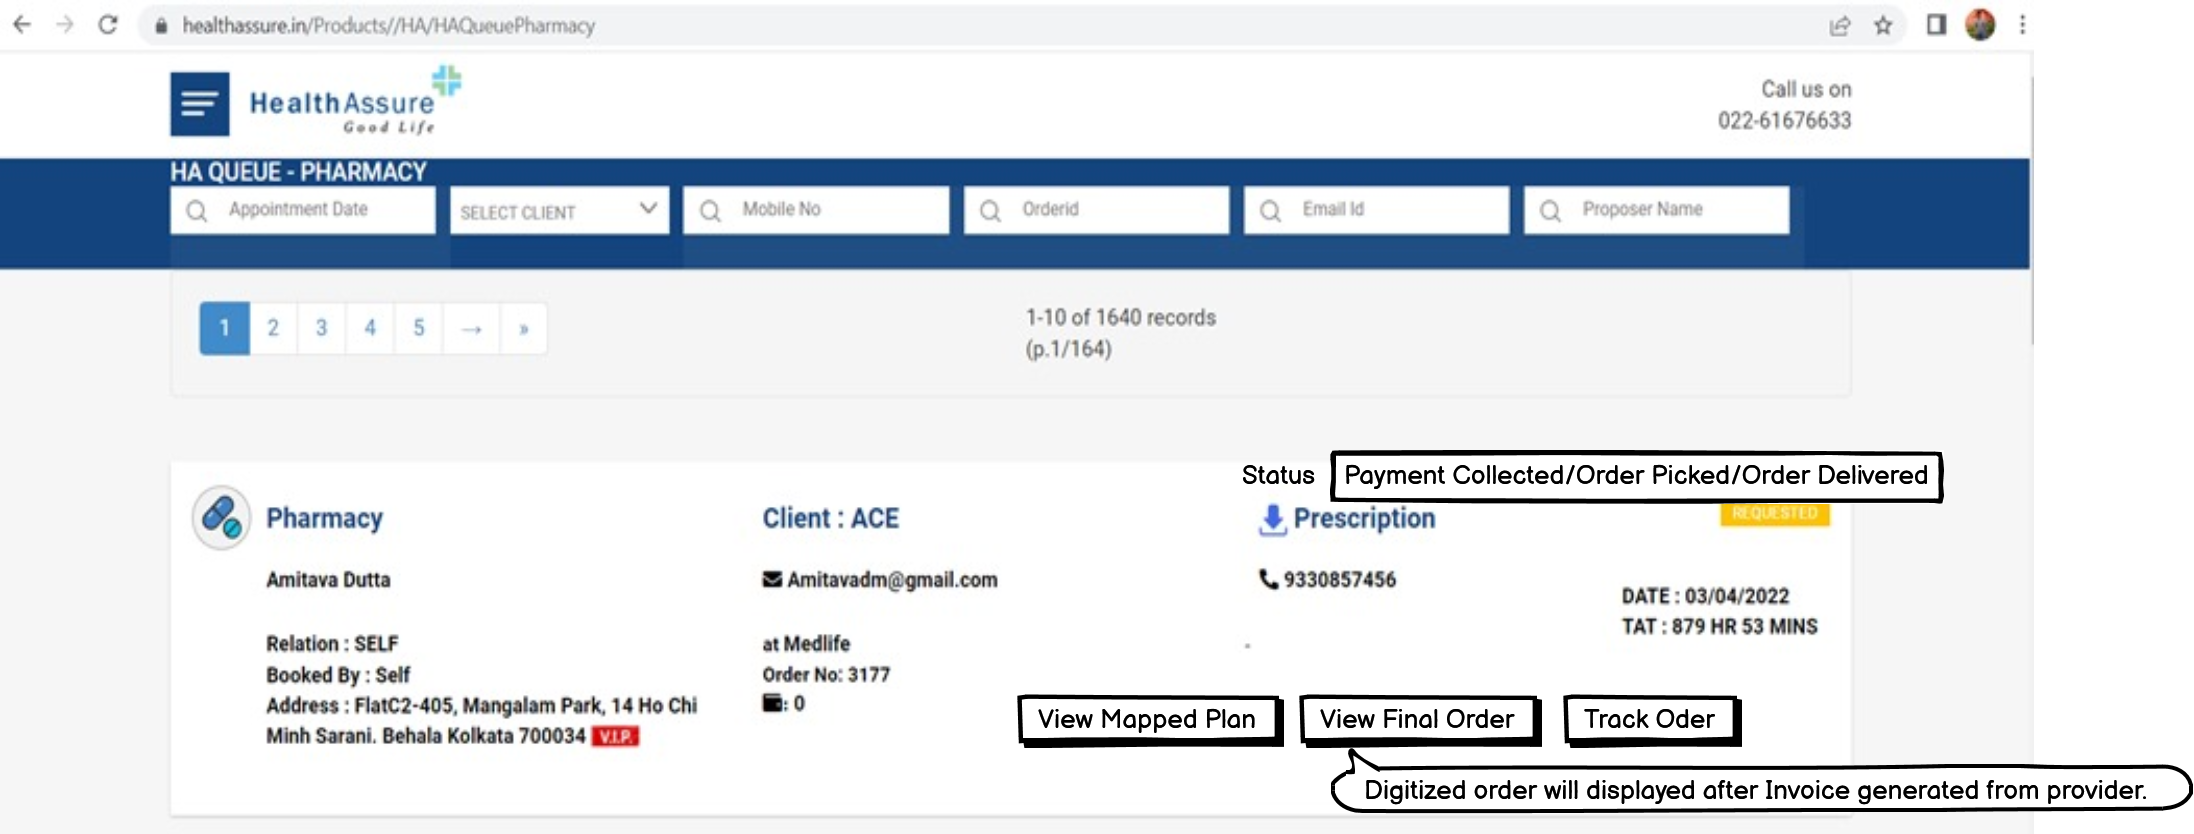 healthassure.in/Products//HA/HAQueuePharmacy
HealthAssure
Good Life
Call us on
022-61676633
HA QUEUE - PHARMACY
Appointment Date
SELECT CLIENT
Mobile No
Orderid
Email Id
Proposer Name
1 2 3 4 5 → »
1-10 of 1640 records
(p.1/164)
Status Payment Collected/Order Picked/Order Delivered
Pharmacy
Client : ACE
Prescription
REQUESTED
Amitava Dutta
Amitavadm@gmail.com
9330857456
DATE : 03/04/2022
TAT : 879 HR 53 MINS
Relation : SELF
Booked By : Self
Address : FlatC2-405, Mangalam Park, 14 Ho Chi
Minh Sarani. Behala Kolkata 700034 V.I.P.
at Medlife
Order No: 3177
: 0
View Mapped Plan
View Final Order
Track Oder
Digitized order will displayed after Invoice generated from provider.